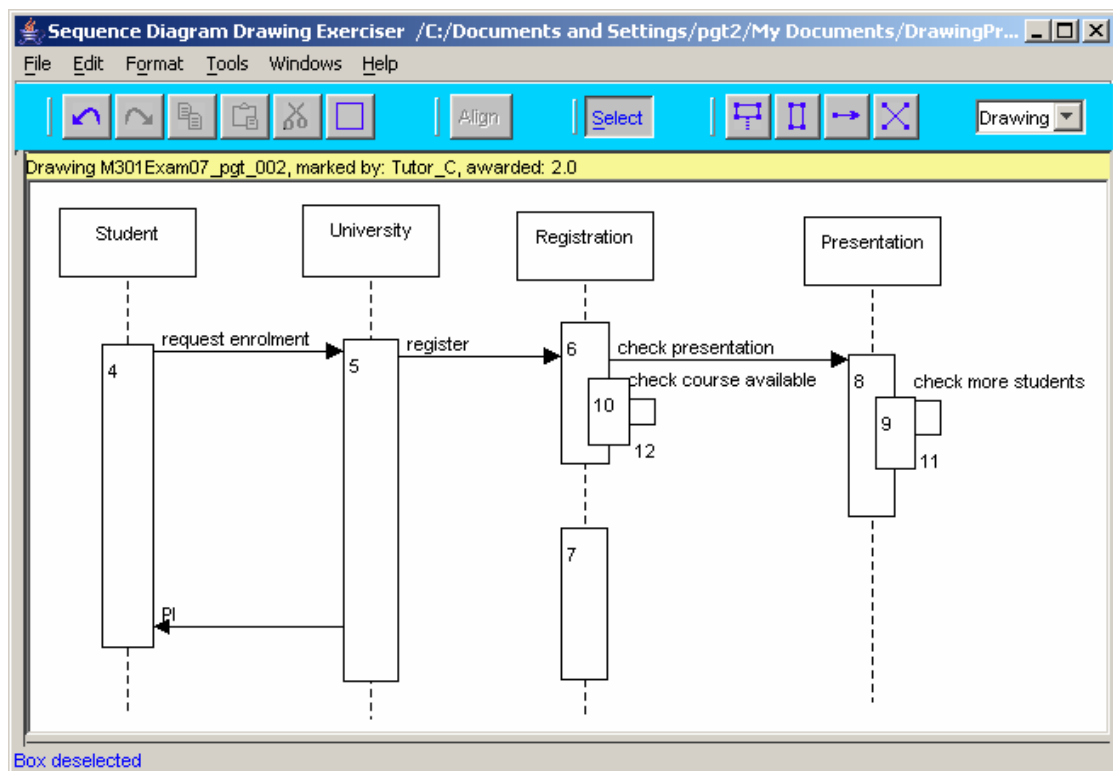 Sequence Diagram Drawing Exerciser /C:/Documents and Settings/pgt2/My Documents/DrawingPr...
File Edit Format Tools Windows Help
Align Select Drawing
Drawing M301Exam07_pgt_002, marked by: Tutor_C, awarded: 2.0
Student University Registration Presentation
request enrolment register check presentation
4 5 6 8
check course available check more students
10 9
12 11
7
PI
Box deselected